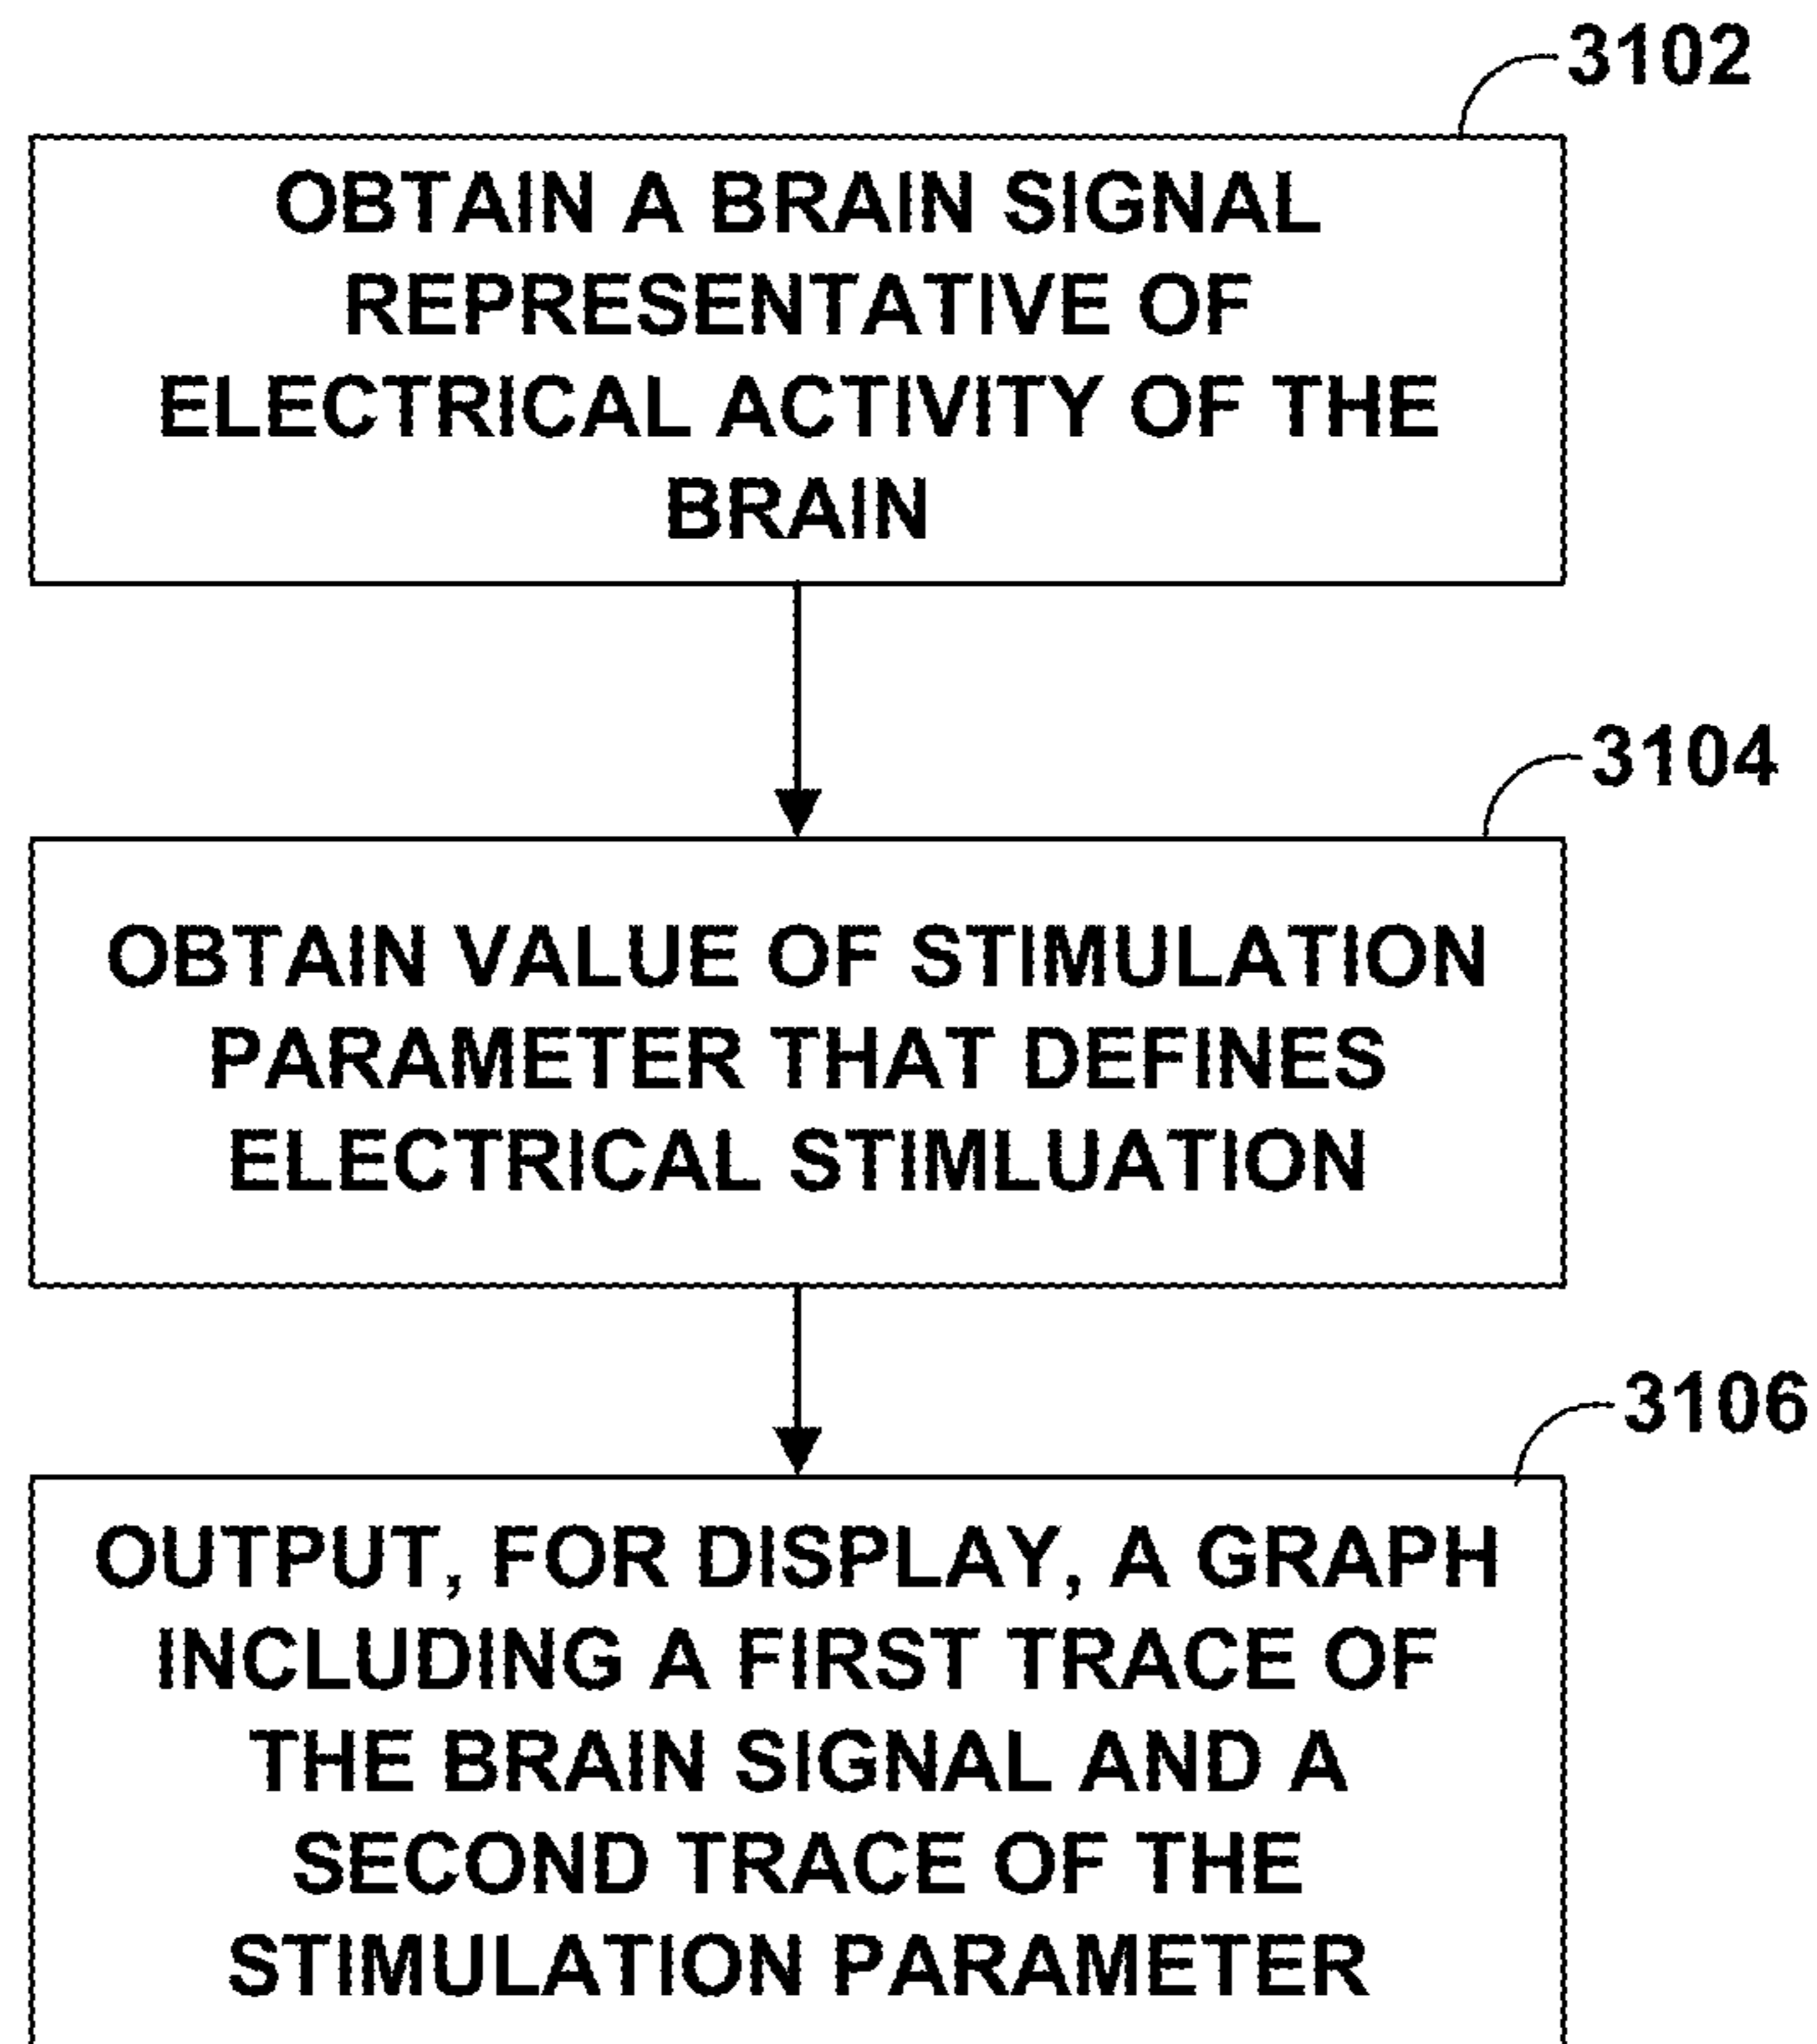 3102
OBTAIN A BRAIN SIGNAL
REPRESENTATIVE OF
ELECTRICAL ACTIVITY OF THE
BRAIN
3104
OBTAIN VALUE OF STIMULATION
PARAMETER THAT DEFINES
ELECTRICAL STIMLUATION
3106
OUTPUT, FOR DISPLAY, A GRAPH
INCLUDING A FIRST TRACE OF
THE BRAIN SIGNAL AND A
SECOND TRACE OF THE
STIMULATION PARAMETER